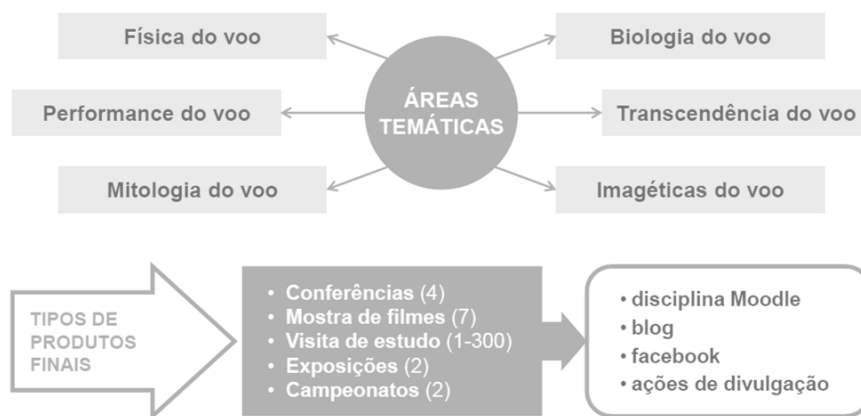 Física do voo
Biologia do voo
ÁREAS
TEMÁTICAS
Performance do voo
Transcendência do voo
Mitologia do voo
Imagéticas do voo
TIPOS DE
PRODUTOS
FINAIS
• Conferências (4)
• Mostra de filmes (7)
• Visita de estudo (1-300)
• Exposições (2)
• Campeonatos (2)
• disciplina Moodle
• blog
• facebook
• ações de divulgação